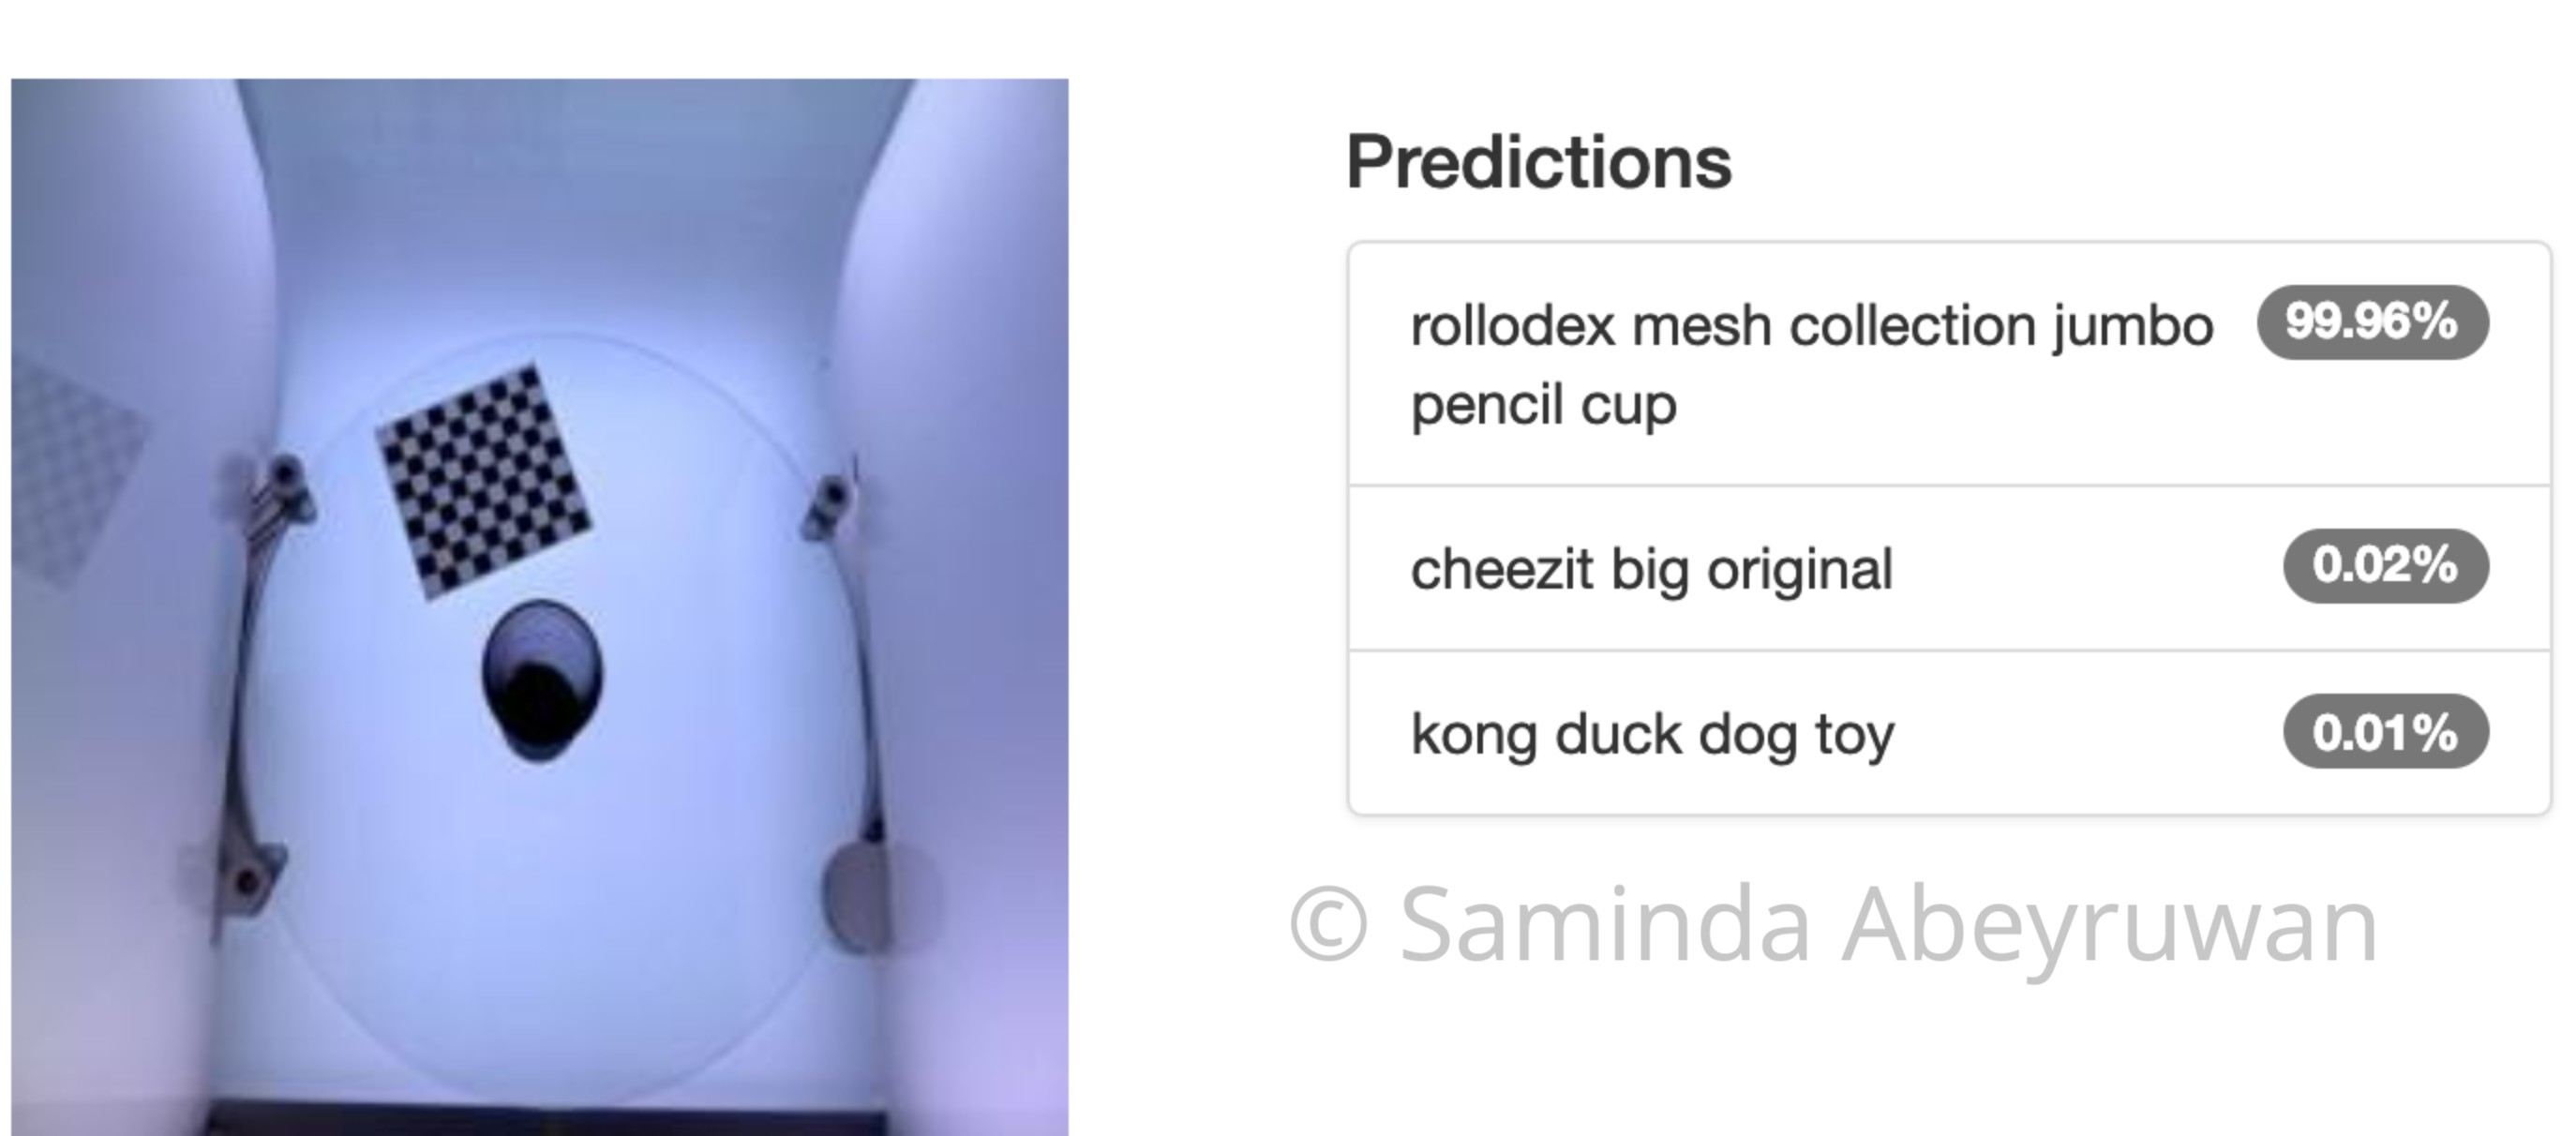 Predictions
rollodex mesh collection jumbo 99.96%
pencil cup
cheezit big original 0.02%
kong duck dog toy 0.01%
© Saminda Abeyruwan